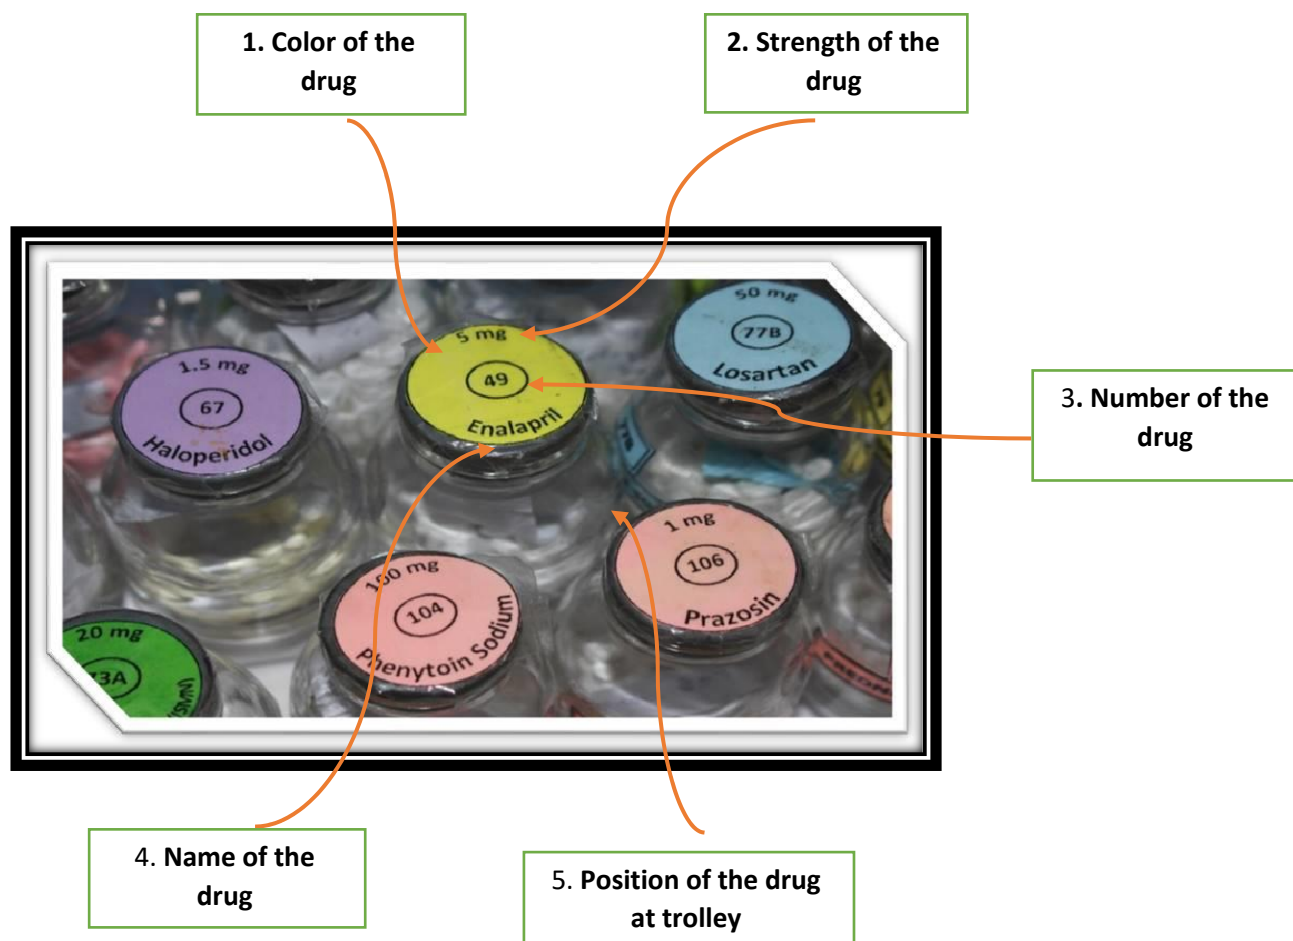 1. Color of the
drug
2. Strength of the
drug
50 mg
77B
Losartan
5 mg
49
Enalapril
1.5 mg
67
Haloperidol
3. Number of the
drug
1 mg
106
Prazosin
100 mg
104
Phenytoin Sodium
20 mg
4. Name of the
drug
5. Position of the drug
at trolley